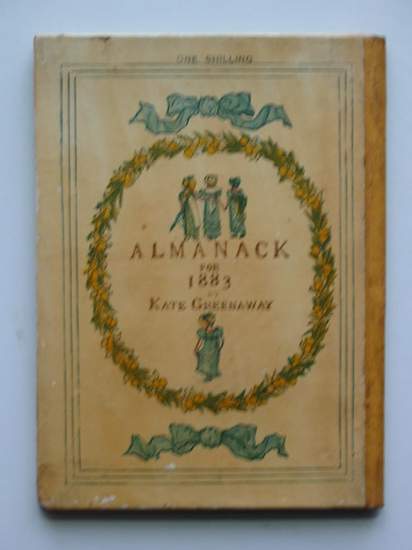 ONE SHILLING
ALMANACK
FOR
1883
BY
KATE GREENAWAY